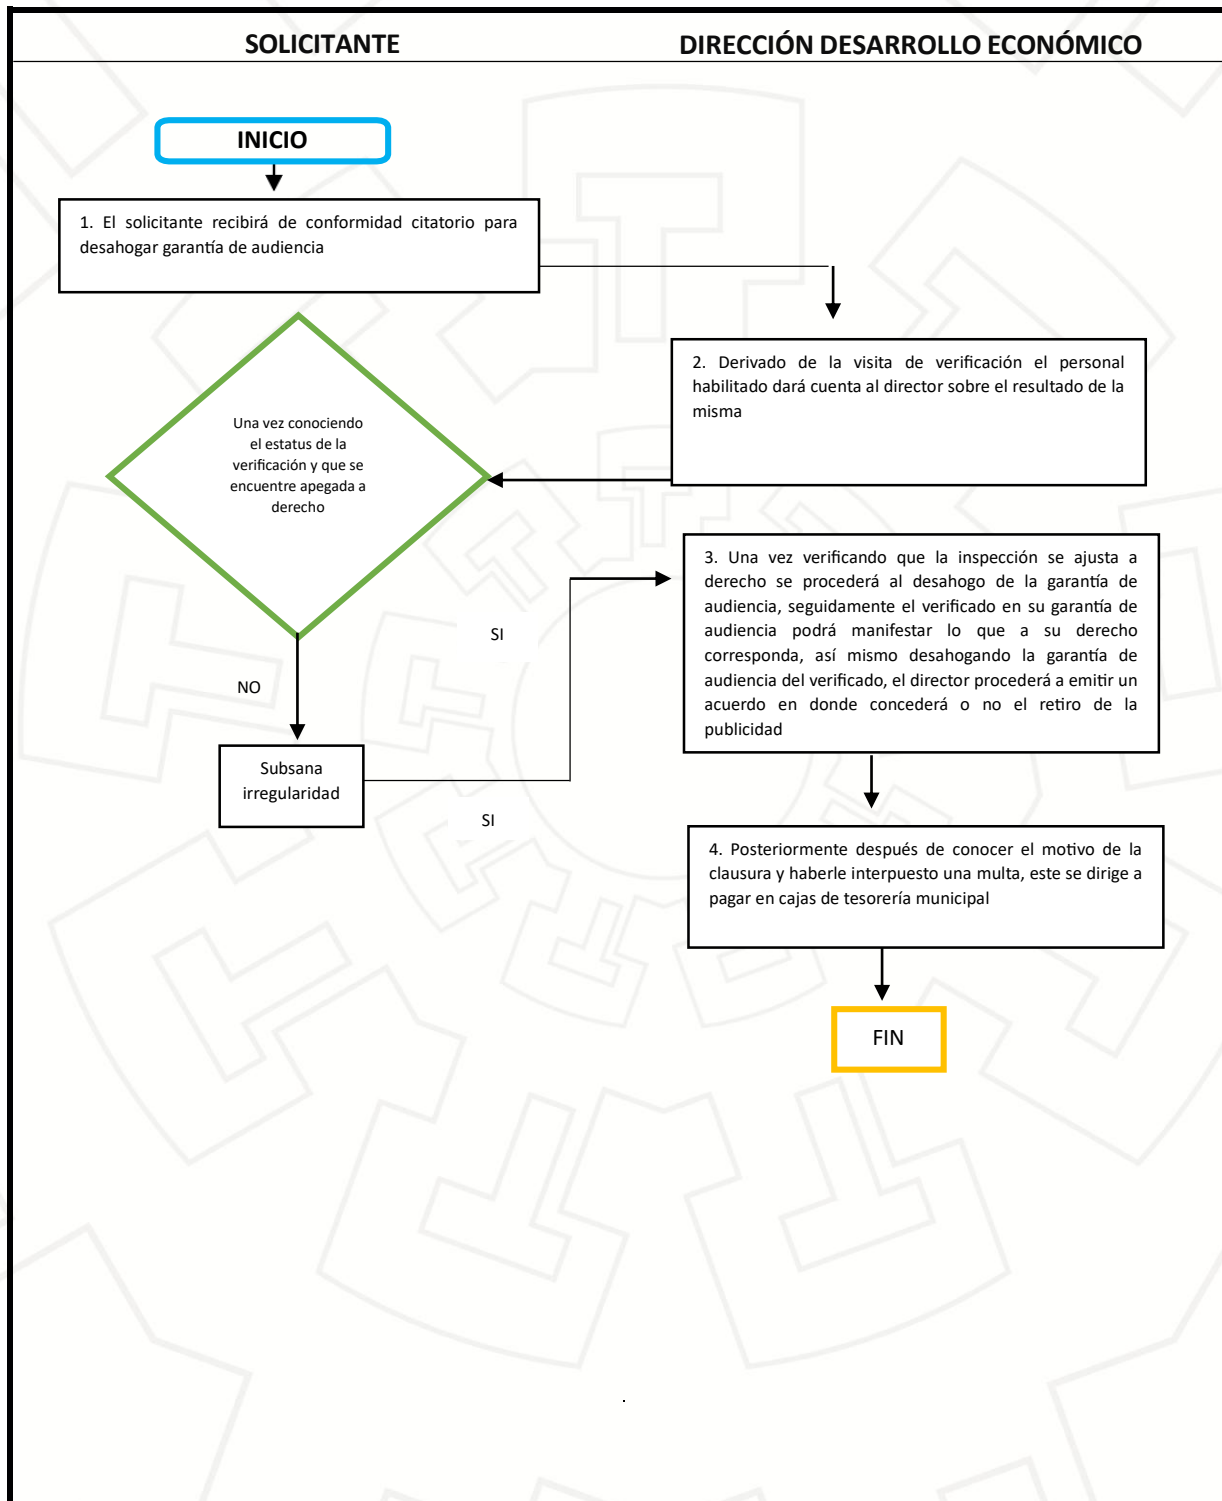 SOLICITANTE
DIRECCIÓN DESARROLLO ECONÓMICO
INICIO
1. El solicitante recibirá de conformidad citatorio para
desahogar garantía de audiencia
2. Derivado de la visita de verificación el personal
habilitado dará cuenta al director sobre el resultado de la
misma
Una vez conociendo
el estatus de la
verificación y que se
encuentre apegada a
derecho
3. Una vez verificando que la inspección se ajusta a
derecho se procederá al desahogo de la garantía de
audiencia, seguidamente el verificado en su garantía de
audiencia podrá manifestar lo que a su derecho
corresponda, así mismo desahogando la garantía de
audiencia del verificado, el director procederá a emitir un
acuerdo en donde concederá o no el retiro de la
publicidad
SI
NO
Subsana
irregularidad
SI
4. Posteriormente después de conocer el motivo de la
clausura y haberle interpuesto una multa, este se dirige a
pagar en cajas de tesorería municipal
FIN
.